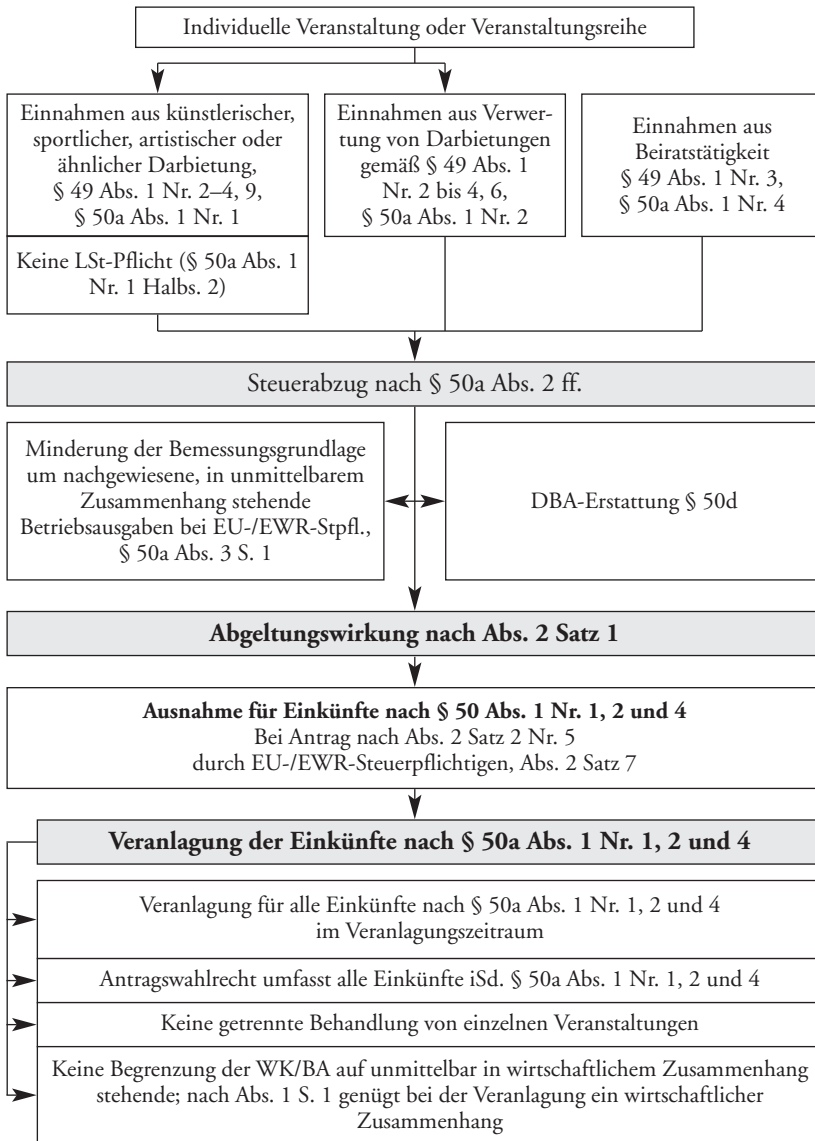 Individuelle Veranstaltung oder Veranstaltungsreihe
Einnahmen aus künstlerischer,
sportlicher, artistischer oder
ähnlicher Darbietung,
§ 49 Abs. 1 Nr. 2–4, 9,
§ 50a Abs. 1 Nr. 1
Keine LSt-Pflicht (§ 50a Abs. 1
Nr. 1 Halbs. 2)
Einnahmen aus Verwer-
tung von Darbietungen
gemäß § 49 Abs. 1
Nr. 2 bis 4, 6,
§ 50a Abs. 1 Nr. 2
Einnahmen aus
Beiratstätigkeit
§ 49 Abs. 1 Nr. 3,
§ 50a Abs. 1 Nr. 4
Steuerabzug nach § 50a Abs. 2 ff.
Minderung der Bemessungsgrundlage
um nachgewiesene, in unmittelbarem
Zusammenhang stehende
Betriebsausgaben bei EU-/EWR-Stpfl.,
§ 50a Abs. 3 S. 1
DBA-Erstattung § 50d
Abgeltungswirkung nach Abs. 2 Satz 1
Ausnahme für Einkünfte nach § 50 Abs. 1 Nr. 1, 2 und 4
Bei Antrag nach Abs. 2 Satz 2 Nr. 5
durch EU-/EWR-Steuerpflichtigen, Abs. 2 Satz 7
Veranlagung der Einkünfte nach § 50a Abs. 1 Nr. 1, 2 und 4
Veranlagung für alle Einkünfte nach § 50a Abs. 1 Nr. 1, 2 und 4
im Veranlagungszeitraum
Antragswahlrecht umfasst alle Einkünfte iSd. § 50a Abs. 1 Nr. 1, 2 und 4
Keine getrennte Behandlung von einzelnen Veranstaltungen
Keine Begrenzung der WK/BA auf unmittelbar in wirtschaftlichem Zusammenhang
stehende; nach Abs. 1 S. 1 genügt bei der Veranlagung ein wirtschaftlicher
Zusammenhang